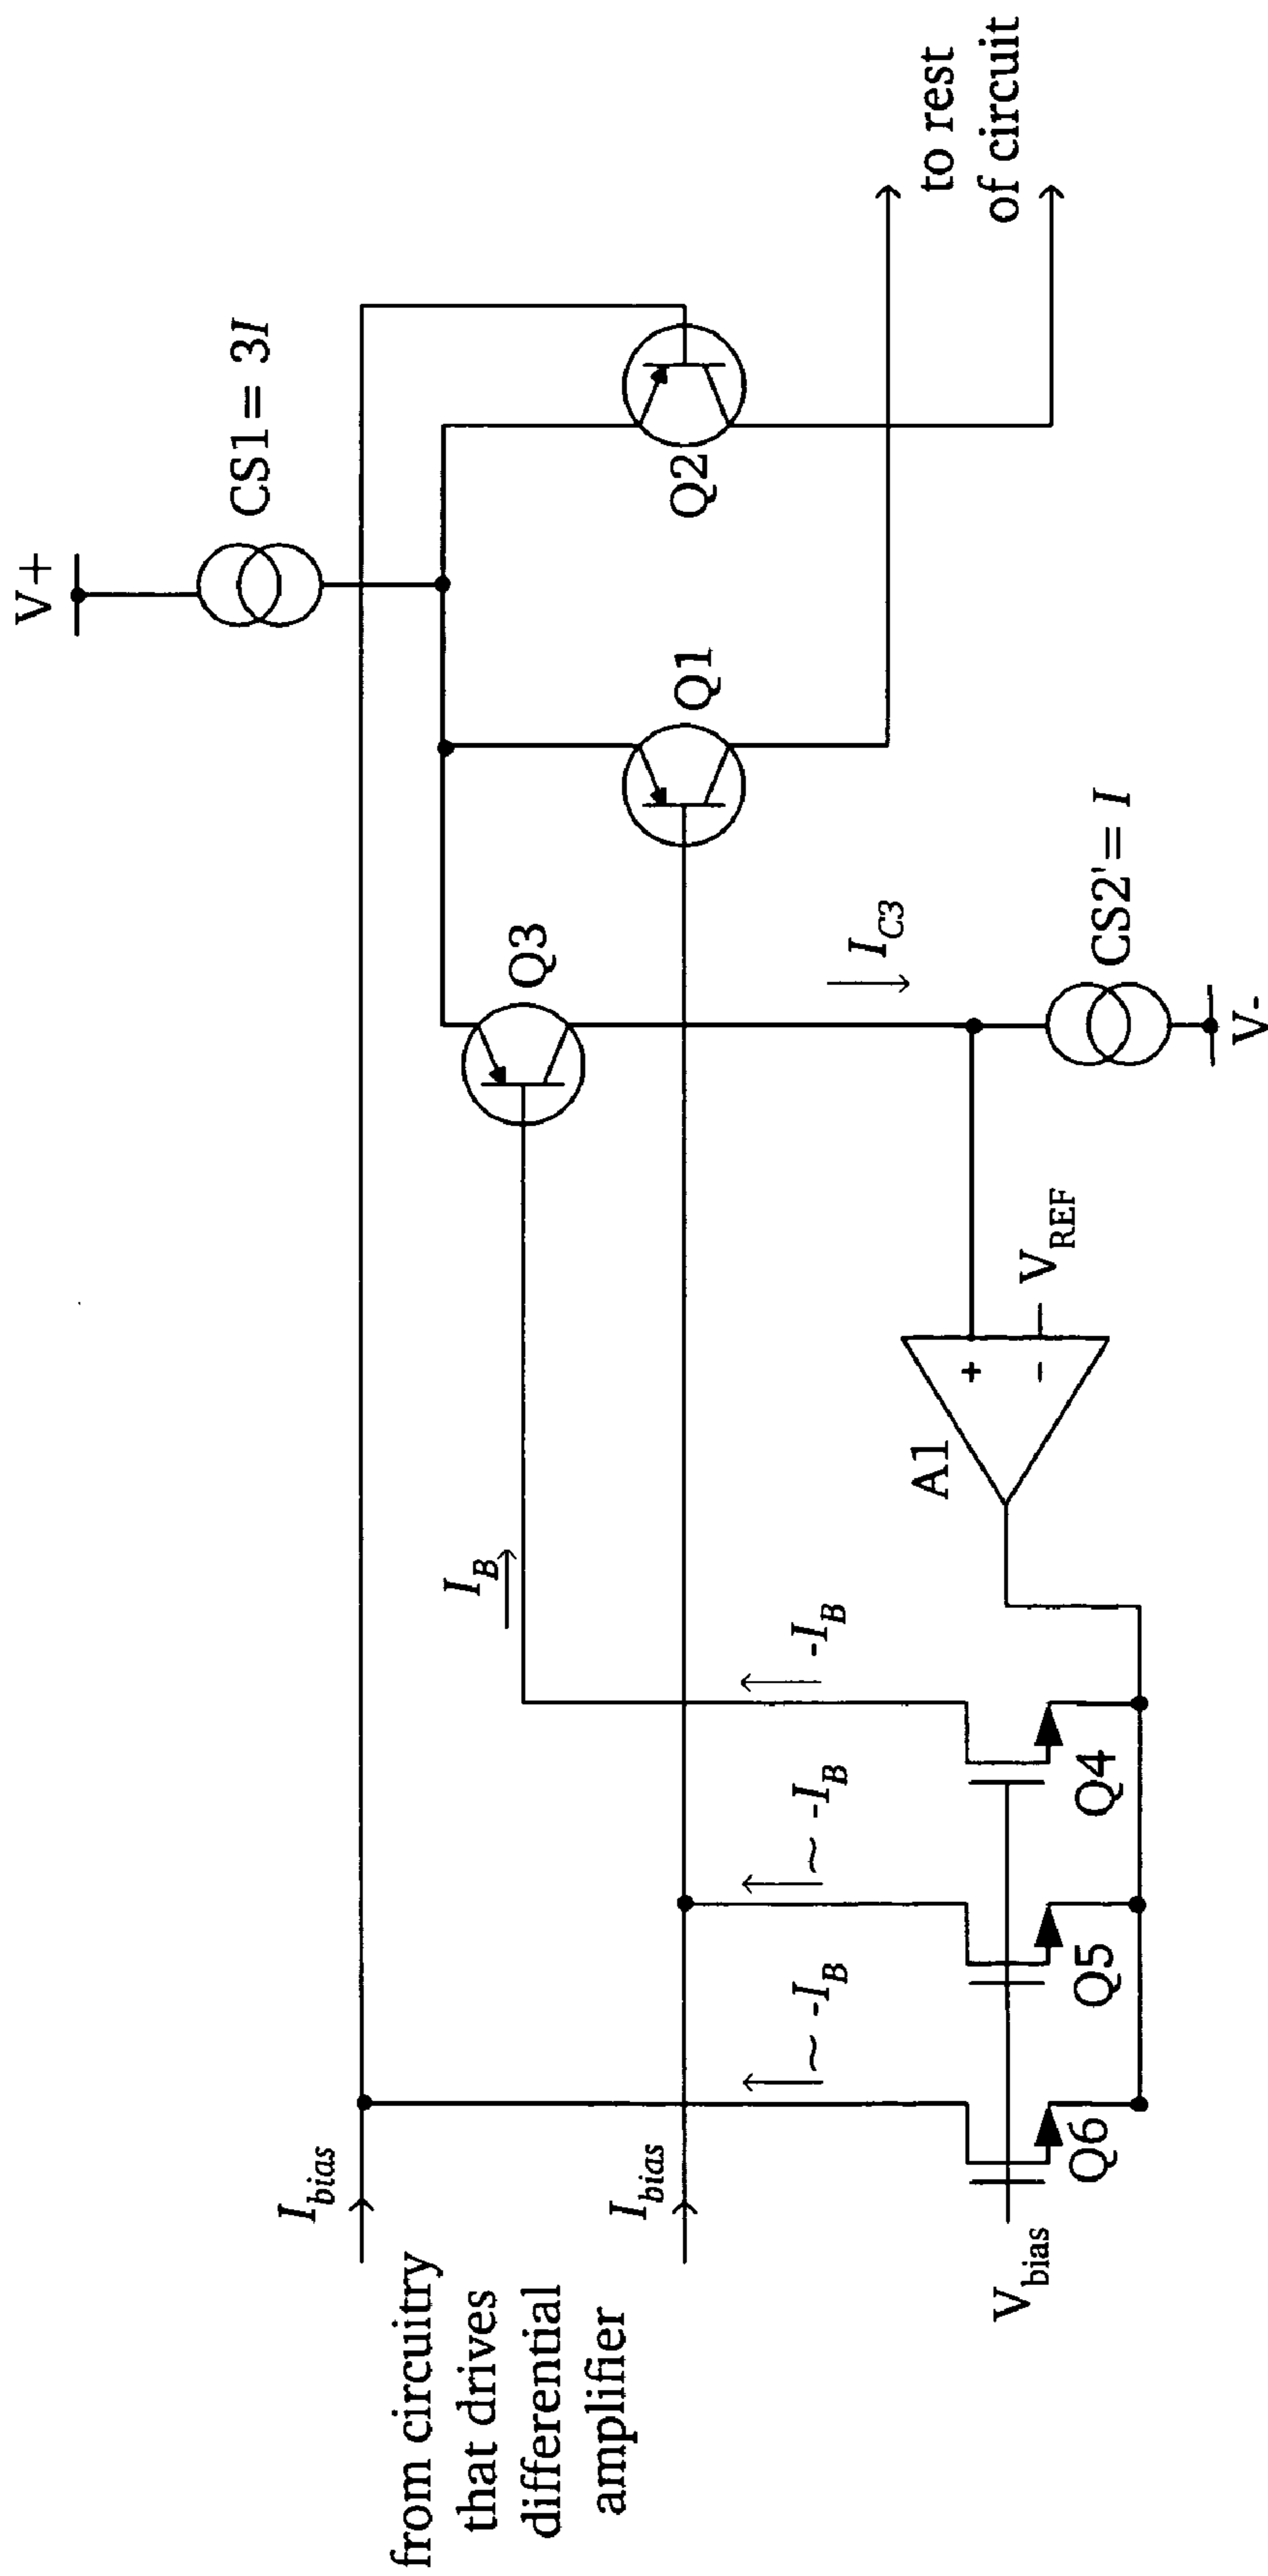 V+
CS1 = 3I
Q2
Q1
Q3
to rest
of circuit
I_C3
CS2'= I
V-
A1
+
-
V_REF
I_B
-I_B
~ -I_B
~ -I_B
Q4
Q5
Q6
V_bias
I_bias
I_bias
from circuitry
that drives
differential
amplifier